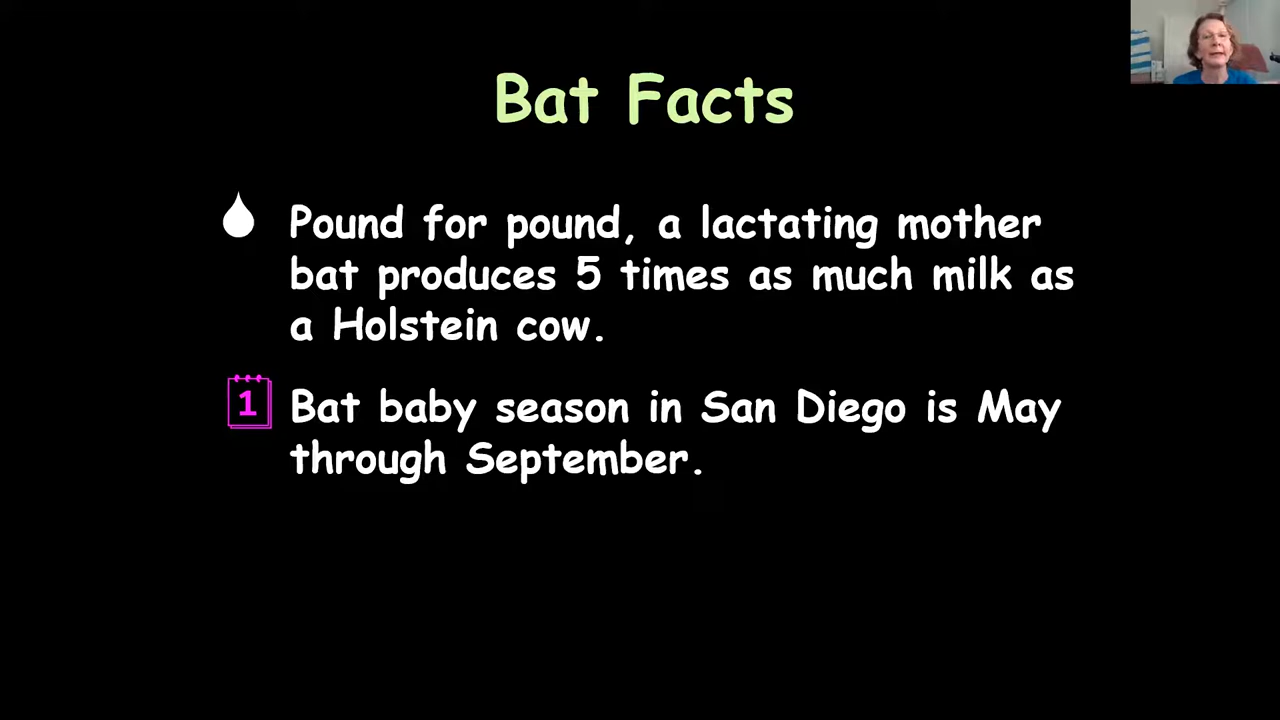 Bat Facts
Pound for pound, a lactating mother
bat produces 5 times as much milk as
a Holstein cow.
1
Bat baby season in San Diego is May
through September.